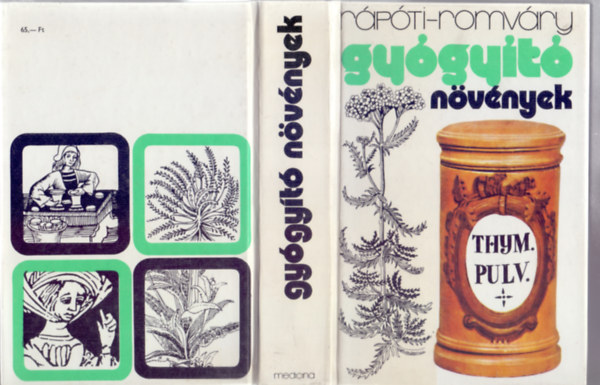 65,— Ft
gyógyító növények
medicina
rápóti-romváry
gyógyító
növények
THYM.
PULV.